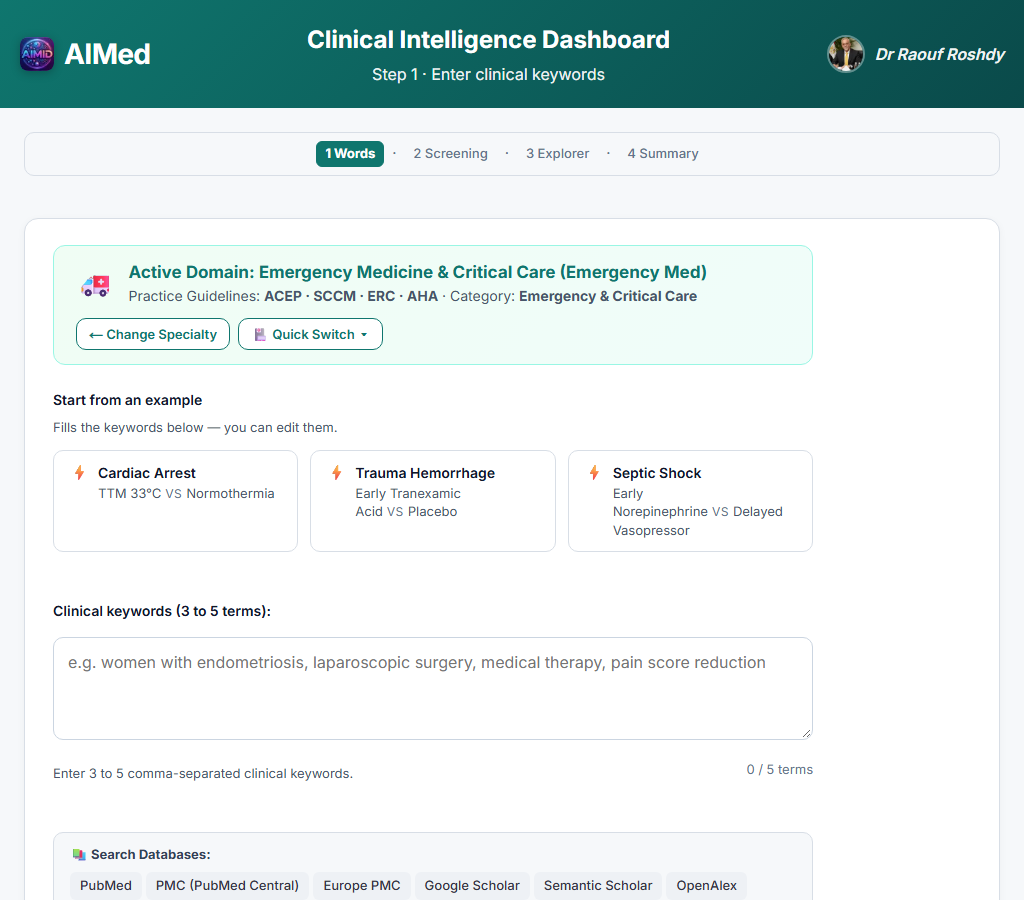 AIMID
AIMed
Clinical Intelligence Dashboard
Step 1 · Enter clinical keywords
Dr Raouf Roshdy
1 Words · 2 Screening · 3 Explorer · 4 Summary
Active Domain: Emergency Medicine & Critical Care (Emergency Med)
Practice Guidelines: ACEP · SCCM · ERC · AHA · Category: Emergency & Critical Care
← Change Specialty
Quick Switch
Start from an example
Fills the keywords below — you can edit them.
Cardiac Arrest
TTM 33°C VS Normothermia
Trauma Hemorrhage
Early Tranexamic
Acid VS Placebo
Septic Shock
Early
Norepinephrine VS Delayed
Vasopressor
Clinical keywords (3 to 5 terms):
e.g. women with endometriosis, laparoscopic surgery, medical therapy, pain score reduction
Enter 3 to 5 comma-separated clinical keywords.
0 / 5 terms
Search Databases:
PubMed
PMC (PubMed Central)
Europe PMC
Google Scholar
Semantic Scholar
OpenAlex